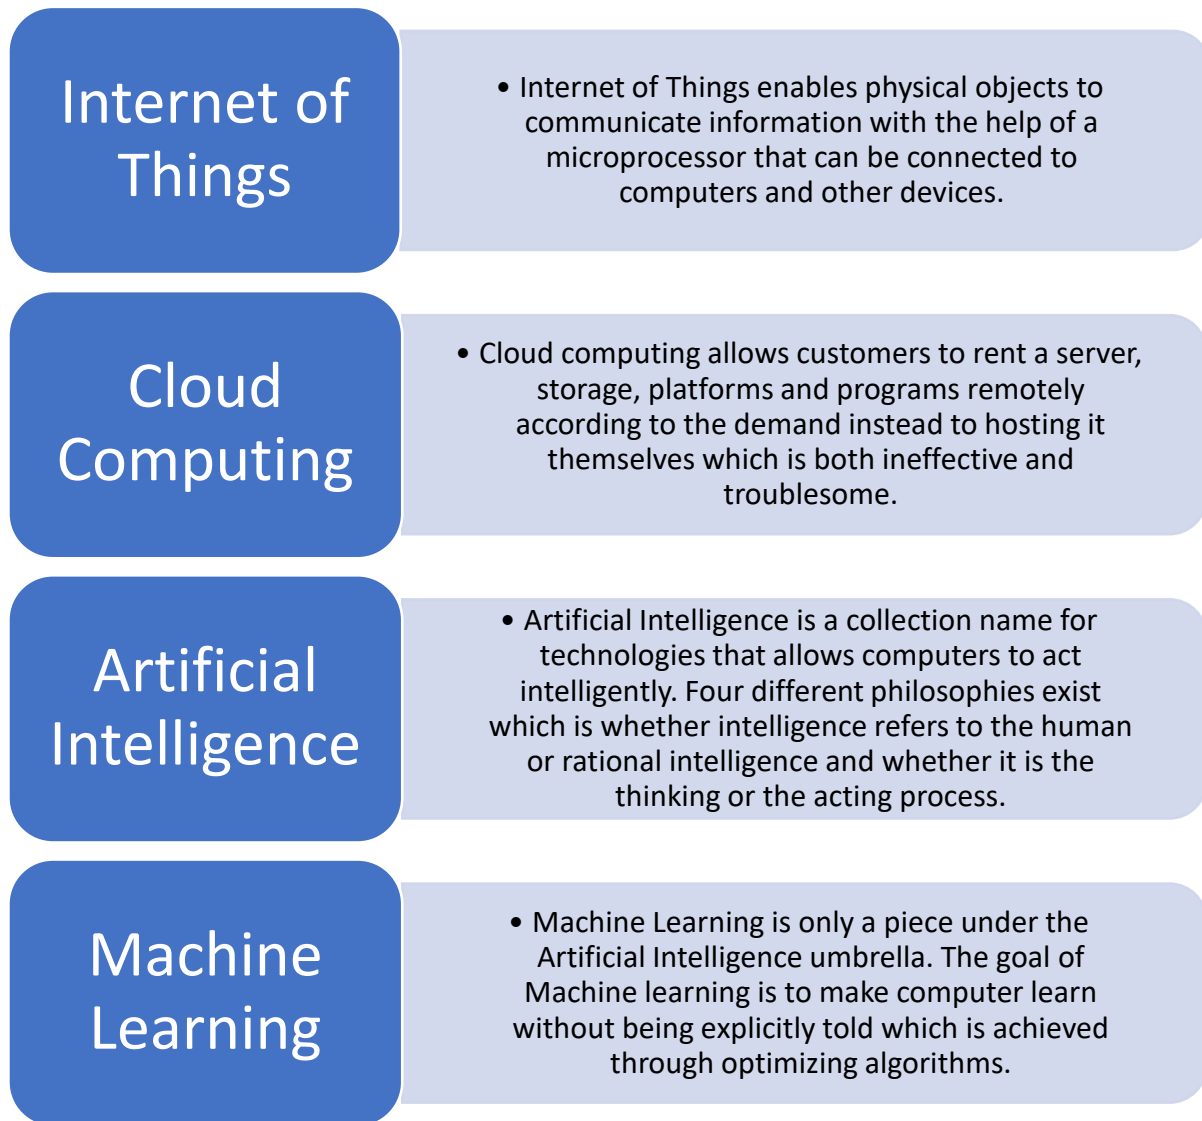 Internet of
Things
• Internet of Things enables physical objects to
communicate information with the help of a
microprocessor that can be connected to
computers and other devices.
Cloud
Computing
• Cloud computing allows customers to rent a server,
storage, platforms and programs remotely
according to the demand instead to hosting it
themselves which is both ineffective and
troublesome.
Artificial
Intelligence
• Artificial Intelligence is a collection name for
technologies that allows computers to act
intelligently. Four different philosophies exist
which is whether intelligence refers to the human
or rational intelligence and whether it is the
thinking or the acting process.
Machine
Learning
• Machine Learning is only a piece under the
Artificial Intelligence umbrella. The goal of
Machine learning is to make computer learn
without being explicitly told which is achieved
through optimizing algorithms.